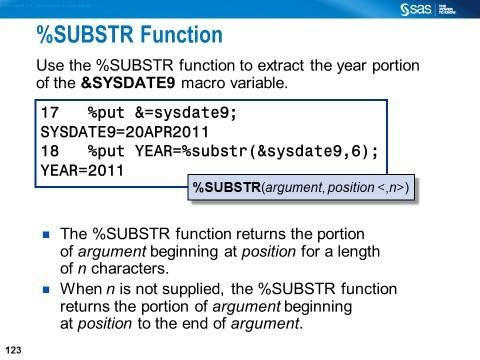 sas
THE
POWER
TO KNOW.
%SUBSTR Function
Use the %SUBSTR function to extract the year portion
of the &SYSDATE9 macro variable.
17 %put &=sysdate9;
SYSDATE9=20APR2011
18 %put YEAR=%substr(&sysdate9,6);
YEAR=2011
%SUBSTR(argument, position <,n>)
■ The %SUBSTR function returns the portion
of argument beginning at position for a length
of n characters.
■ When n is not supplied, the %SUBSTR function
returns the portion of argument beginning
at position to the end of argument.
123